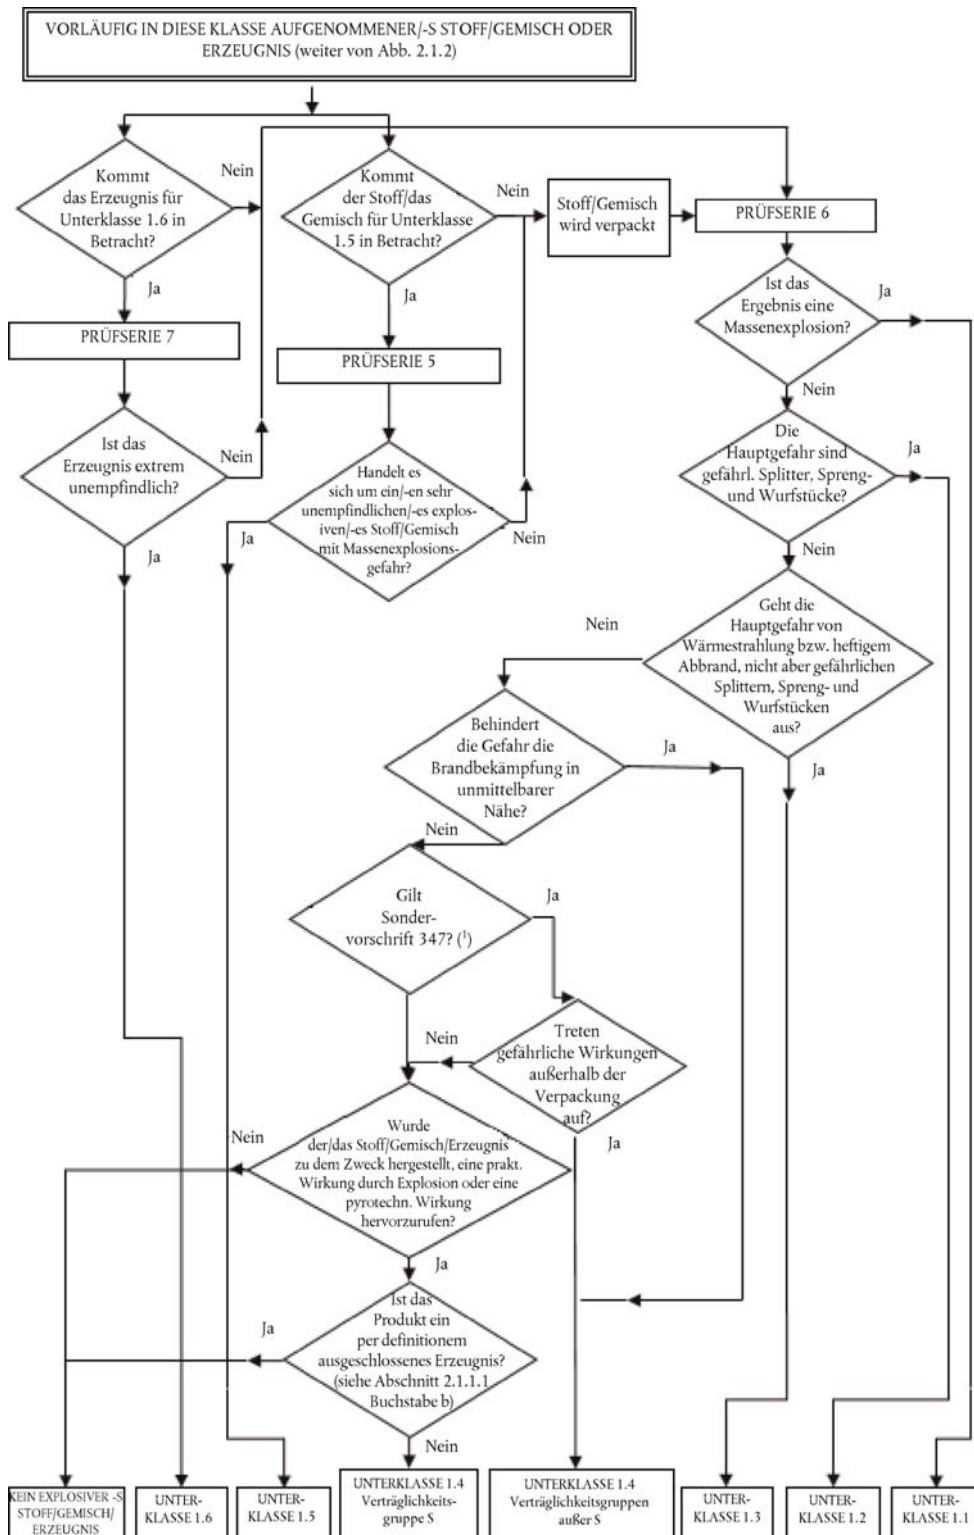 VORLÄUFIG IN DIESE KLASSE AUFGENOMMENER/-S STOFF/GEMISCH ODER
ERZEUGNIS (weiter von Abb. 2.1.2)
Kommt
das Erzeugnis für
Unterklasse 1.6 in
Betracht?
Nein
Ja
Kommt
der Stoff/das
Gemisch für Unterklasse
1.5 in Betracht?
Nein
Ja
Stoff/Gemisch
wird verpackt
PRÜFSERIE 6
PRÜFSERIE 7
PRÜFSERIE 5
Ist das
Ergebnis eine
Massenexplosion?
Ja
Nein
Ist das
Erzeugnis extrem
unempfindlich?
Nein
Ja
Handelt es
sich um ein/-en sehr
unempfindlichen/-es explos-
iven/-es Stoff/Gemisch
mit Massenexplosions-
gefahr?
Ja
Nein
Die
Hauptgefahr sind
gefährl. Splitter, Spreng-
und Wurfstücke?
Ja
Nein
Geht die
Hauptgefahr von
Wärmestrahlung bzw. heftigem
Abbrand, nicht aber gefährlichen
Splittern, Spreng- und
Wurfstücken
aus?
Nein
Ja
Behindert
die Gefahr die
Brandbekämpfung in
unmittelbarer
Nähe?
Ja
Nein
Gilt
Sonder-
vorschrift 347? (¹)
Ja
Nein
Treten
gefährliche Wirkungen
außerhalb der
Verpackung
auf?
Ja
Wurde
der/das Stoff/Gemisch/Erzeugnis
zu dem Zweck hergestellt, eine prakt.
Wirkung durch Explosion oder eine
pyrotechn. Wirkung
hervorzurufen?
Nein
Ja
Ist das
Produkt ein
per definitionem
ausgeschlossenes Erzeugnis?
(siehe Abschnitt 2.1.1.1
Buchstabe b)
Ja
Nein
KEIN EXPLOSIVER -S
STOFF/GEMISCH/
ERZEUGNIS
UNTER-
KLASSE 1.6
UNTER-
KLASSE 1.5
UNTERKLASSE 1.4
Verträglichkeits-
gruppe S
UNTERKLASSE 1.4
Verträglichkeitsgruppen
außer S
UNTER-
KLASSE 1.3
UNTER-
KLASSE 1.2
UNTER-
KLASSE 1.1